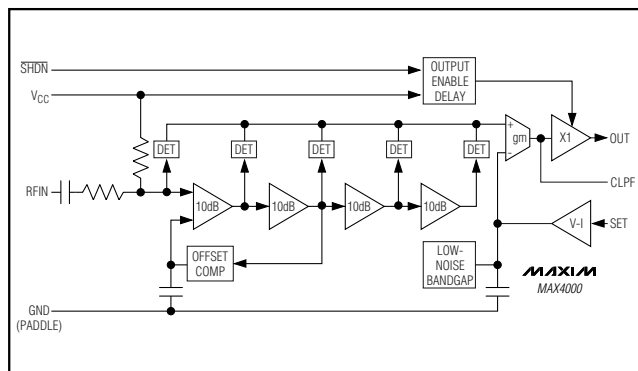 SHDN
OUTPUT
ENABLE
DELAY
VCC
DET
DET
DET
DET
DET
+
gm
-
X1
OUT
CLPF
RFIN
10dB
10dB
10dB
10dB
V-I
SET
OFFSET
COMP
LOW-
NOISE
BANDGAP
MAXIM
MAX4000
GND
(PADDLE)